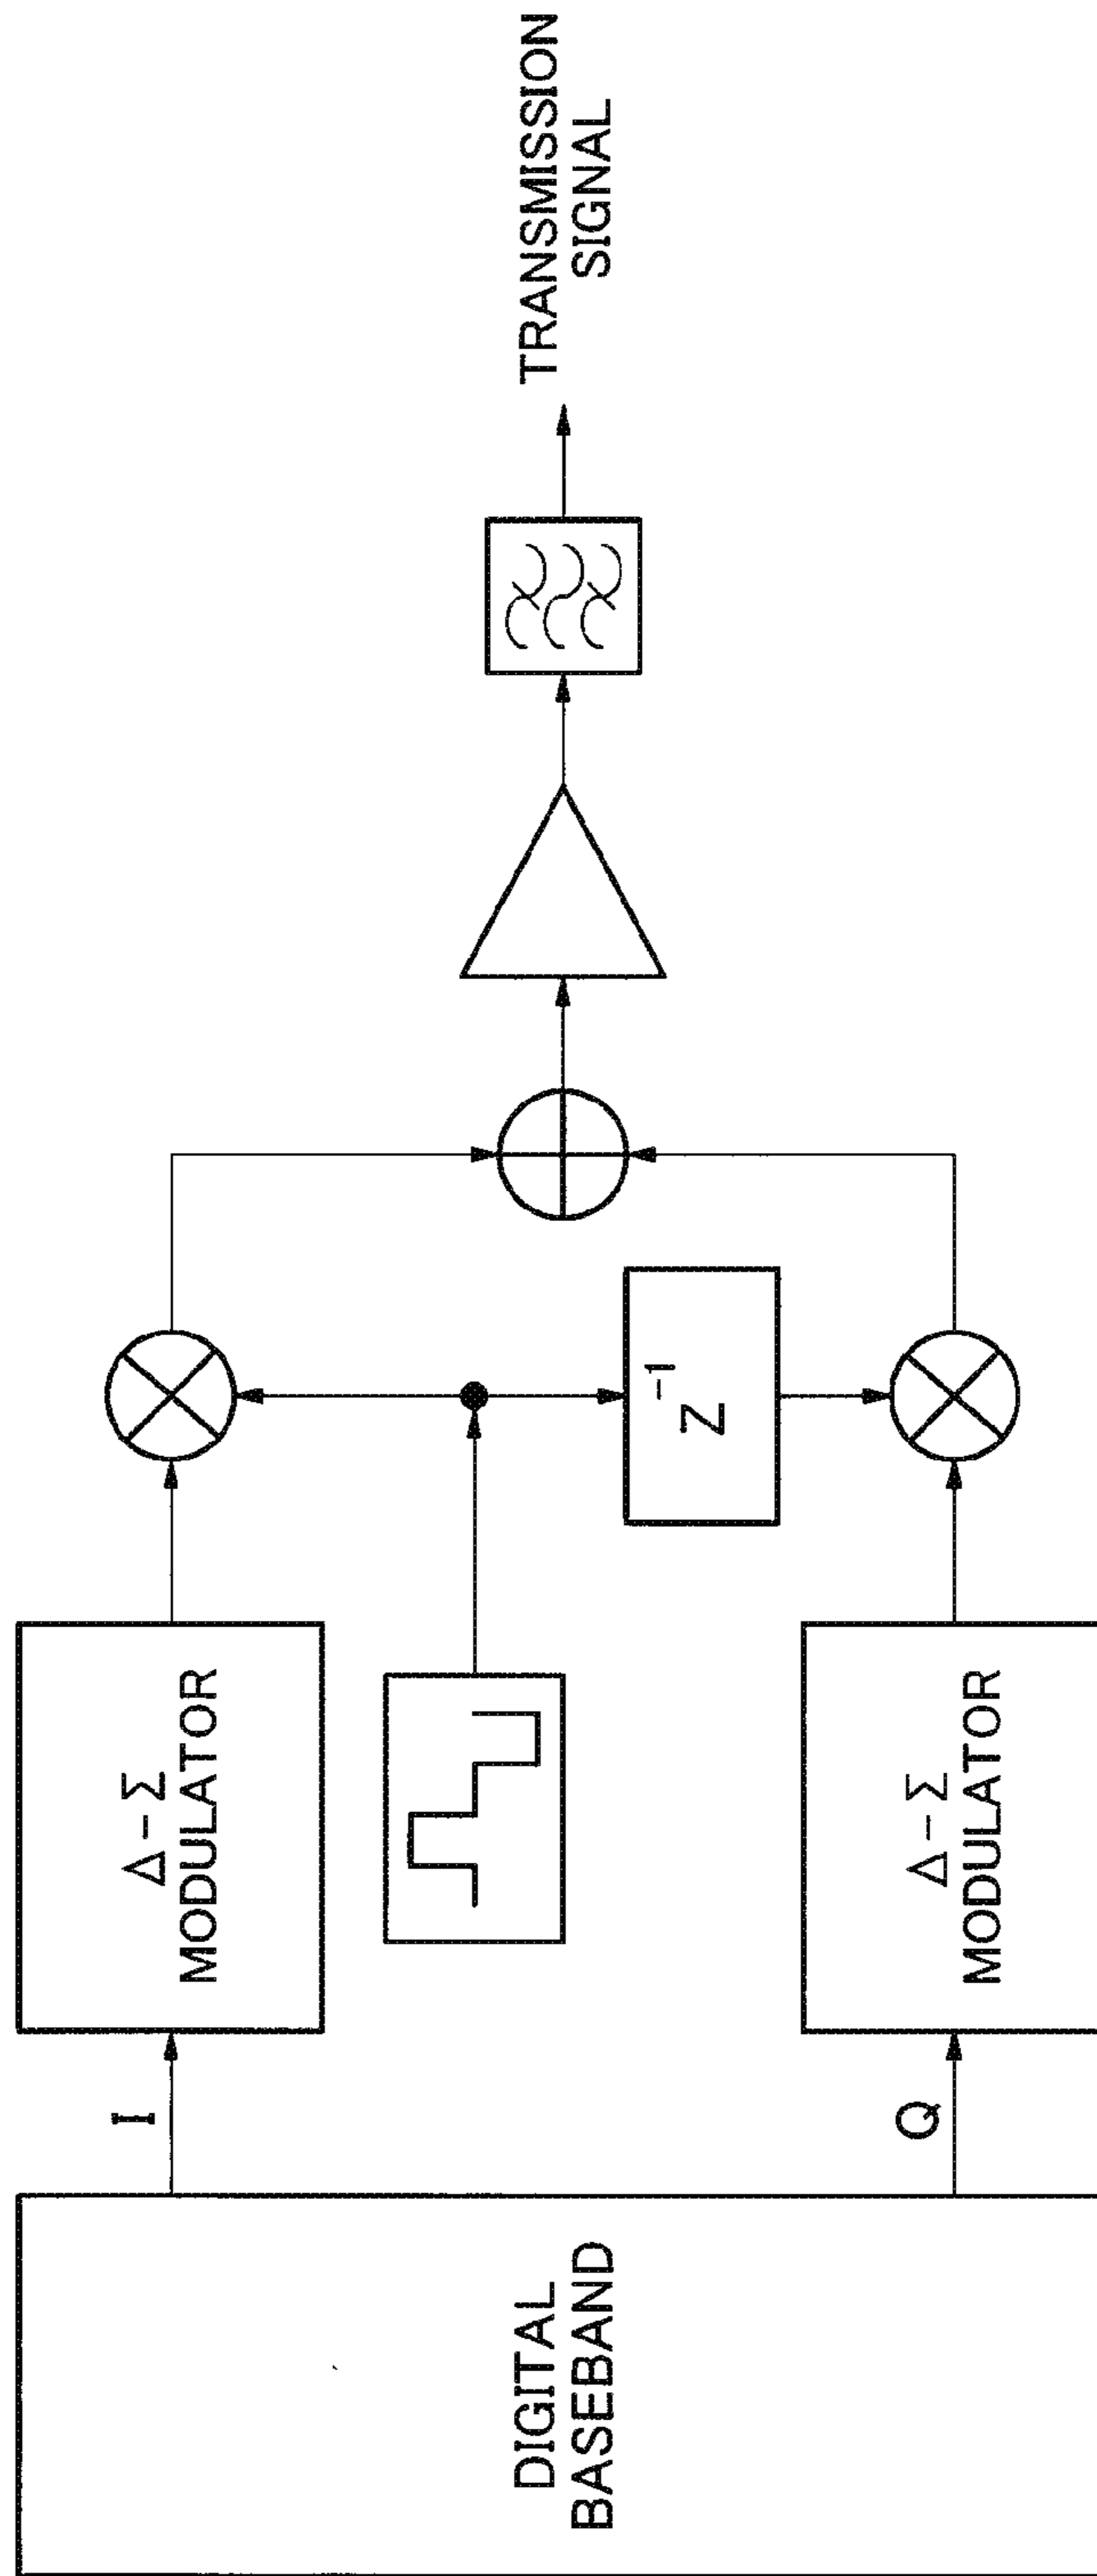 DIGITAL
BASEBAND
I
Q
Δ-Σ
MODULATOR
Δ-Σ
MODULATOR
Z⁻¹
TRANSMISSION
SIGNAL